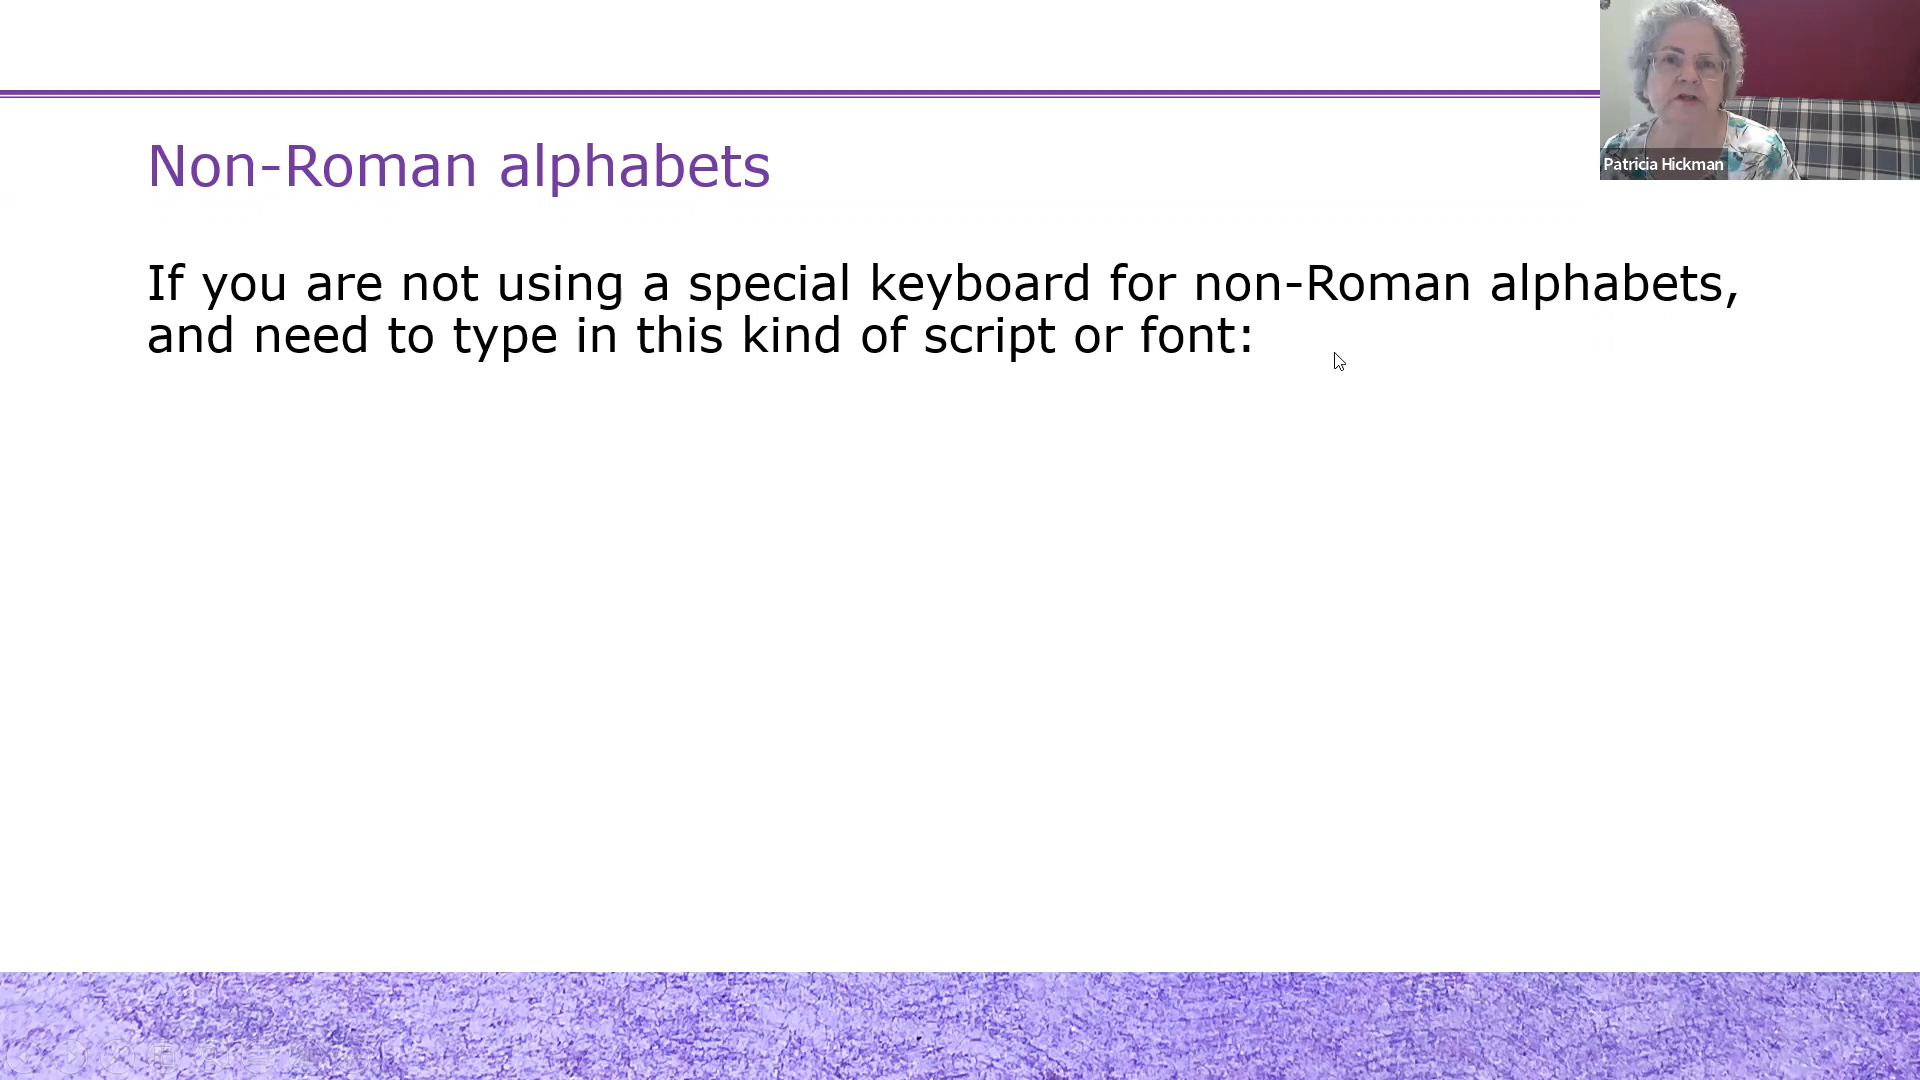 Non-Roman alphabets
If you are not using a special keyboard for non-Roman alphabets,
and need to type in this kind of script or font:
Patricia Hickman